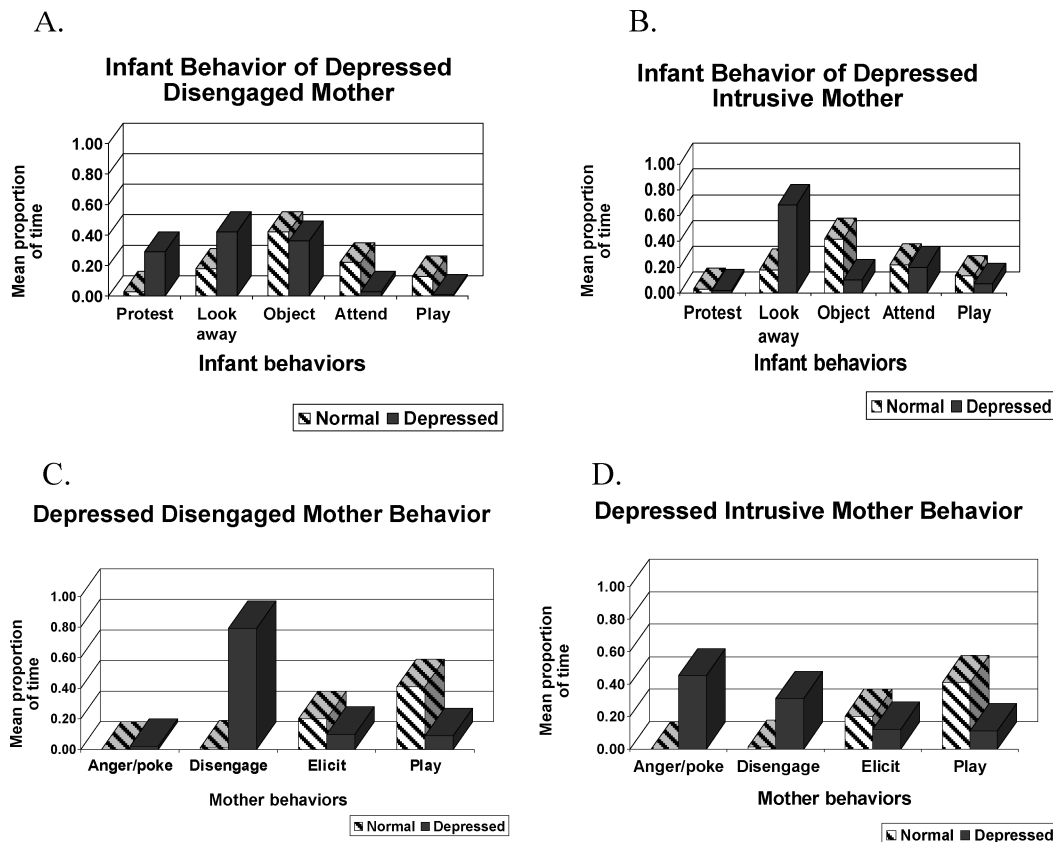 A.
Infant Behavior of Depressed
Disengaged Mother
Mean proportion
of time
1.00
0.80
0.60
0.40
0.20
0.00
Protest Look away Object Attend Play
Infant behaviors
Normal Depressed
B.
Infant Behavior of Depressed
Intrusive Mother
Mean proportion
of time
1.00
0.80
0.60
0.40
0.20
0.00
Protest Look away Object Attend Play
Infant behaviors
Normal Depressed
C.
Depressed Disengaged Mother Behavior
Mean proportion
of time
1.00
0.80
0.60
0.40
0.20
0.00
Anger/poke Disengage Elicit Play
Mother behaviors
Normal Depressed
D.
Depressed Intrusive Mother Behavior
Mean proportion
of time
1.00
0.80
0.60
0.40
0.20
0.00
Anger/poke Disengage Elicit Play
Mother behaviors
Normal Depressed